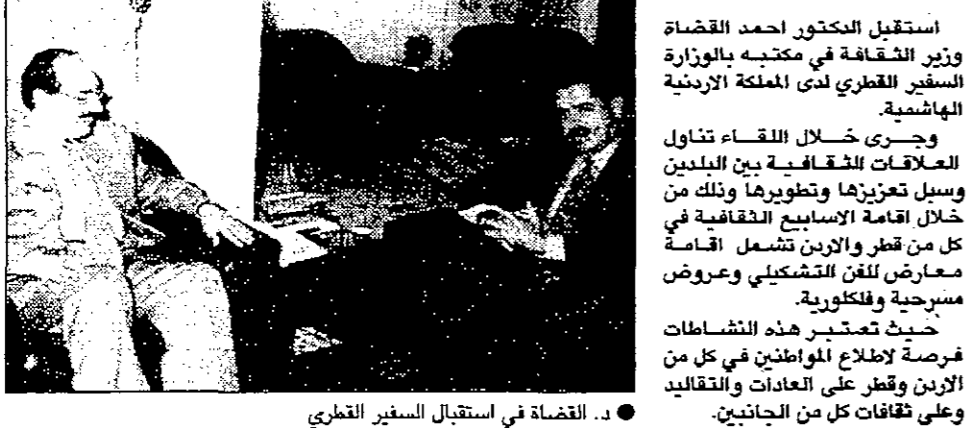 استقبل الدكتور احمد القضاة
وزير الثقافة في مكتبه بالوزارة
السفير القطري لدى المملكة الاردنية
الهاشمية.
وجرى خلال اللقاء تناول
العلاقات الثقافية بين البلدين
وسبل تعزيزها وتطويرها وذلك من
خلال اقامة الاسابيع الثقافية في
كل من قطر والاردن تشمل اقامة
معارض للفن التشكيلي وعروض
مسرحية وفلكلورية.
حيث تعتبر هذه النشاطات
فرصة لاطلاع المواطنين في كل من
الاردن وقطر على العادات والتقاليد
وعلى ثقافات كل من الجانبين.
● د. القضاة في استقبال السفير القطري